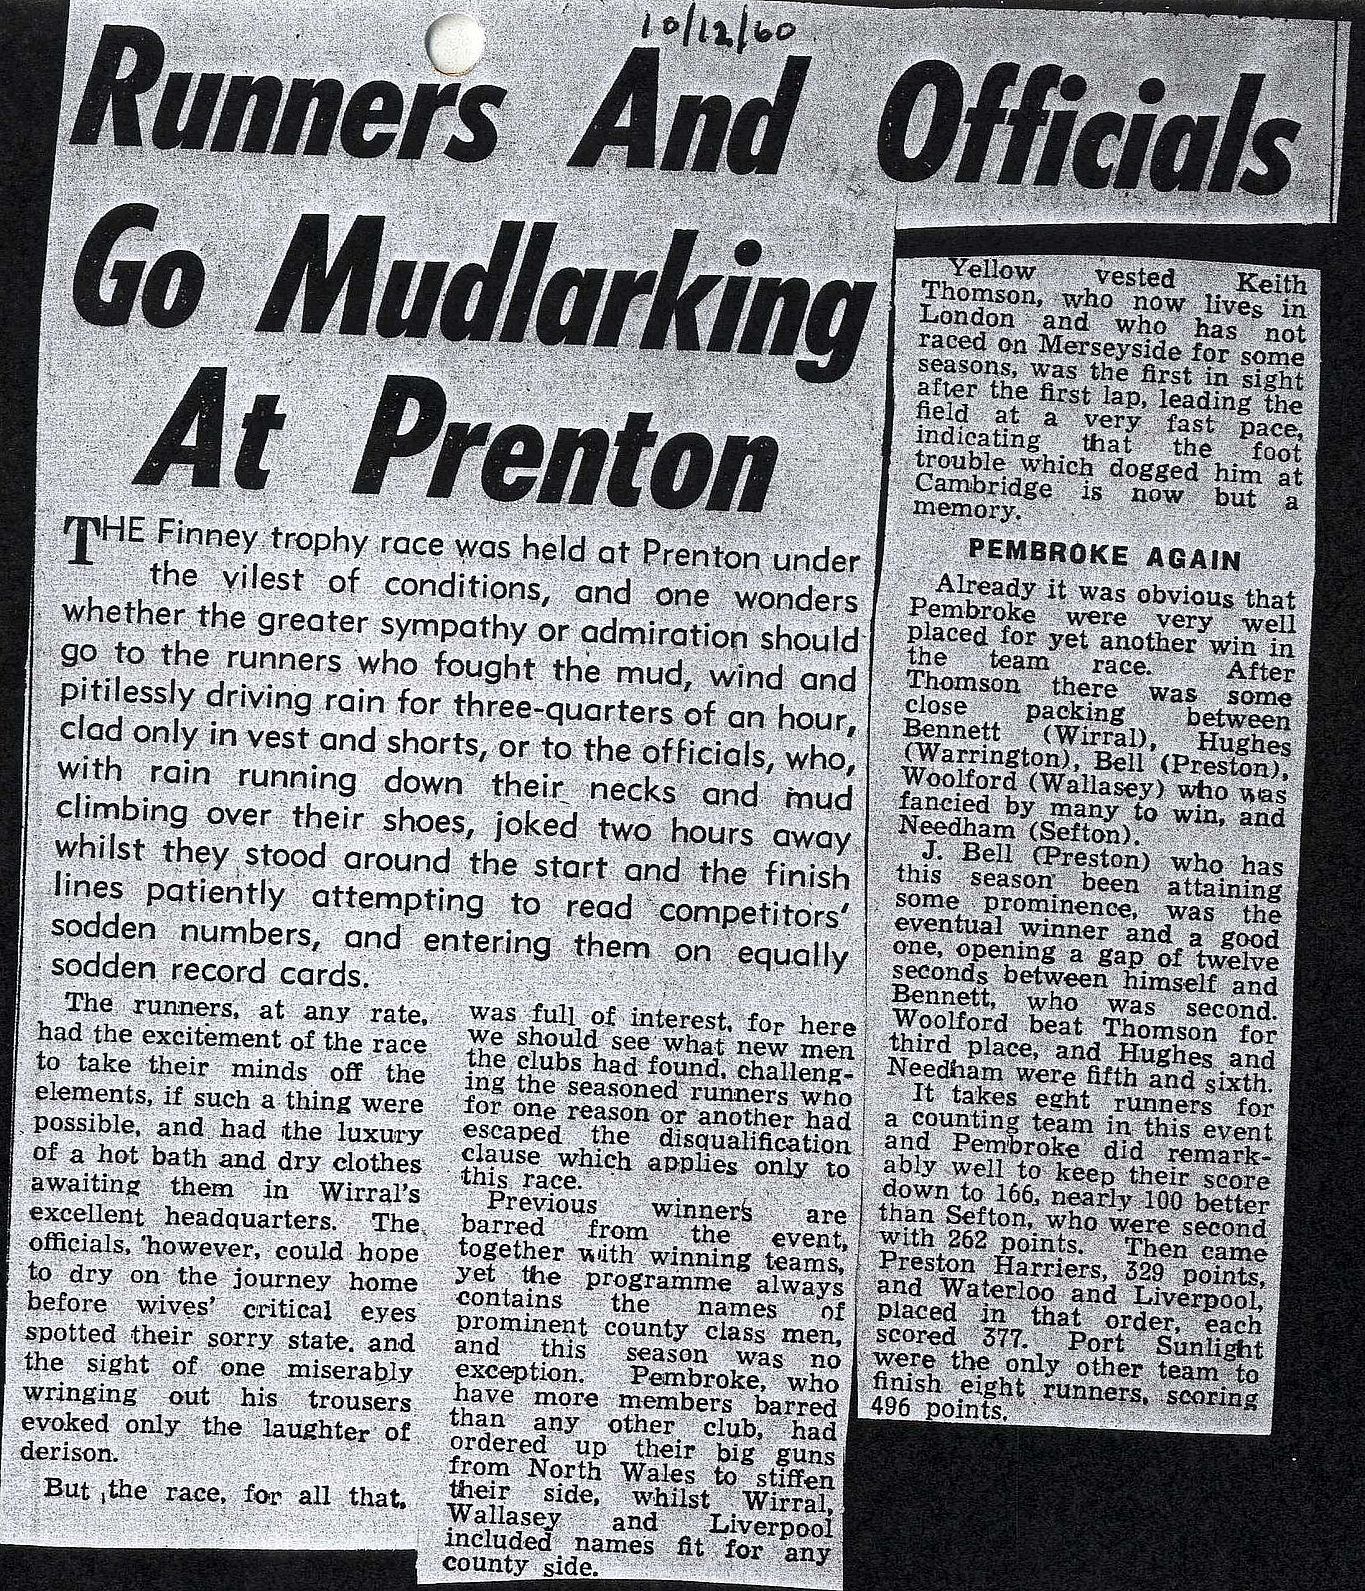 10/12/60
Runners And Officials
Go Mudlarking
At Prenton
THE Finney trophy race was held at Prenton under
the vilest of conditions, and one wonders
whether the greater sympathy or admiration should
go to the runners who fought the mud, wind and
pitilessly driving rain for three-quarters of an hour,
clad only in vest and shorts, or to the officials, who,
with rain running down their necks and mud
climbing over their shoes, joked two hours away
whilst they stood around the start and the finish
lines patiently attempting to read competitors'
sodden numbers, and entering them on equally
sodden record cards.
The runners, at any rate,
had the excitement of the race
to take their minds off the
elements, if such a thing were
possible, and had the luxury
of a hot bath and dry clothes
awaiting them in Wirral's
excellent headquarters. The
officials, however, could hope
to dry on the journey home
before wives' critical eyes
spotted their sorry state, and
the sight of one miserably
wringing out his trousers
evoked only the laughter of
derison.
But the race, for all that,
was full of interest, for here
we should see what new men
the clubs had found, challeng-
ing the seasoned runners who
for one reason or another had
escaped the disqualification
clause which applies only to
this race.
Previous winners are
barred from the event,
together with winning teams,
yet the programme always
contains the names of
prominent county class men,
and this season was no
exception. Pembroke, who
have more members barred
than any other club, had
ordered up their big guns
from North Wales to stiffen
their side, whilst Wirral,
Wallasey and Liverpool
included names fit for any
county side.
Yellow vested Keith
Thomson, who now lives in
London and who has not
raced on Merseyside for some
seasons, was the first in sight
after the first lap, leading the
field at a very fast pace,
indicating that the foot
trouble which dogged him at
Cambridge is now but a
memory.
PEMBROKE AGAIN
Already it was obvious that
Pembroke were very well
placed for yet another win in
the team race. After
Thomson there was some
close packing between
Bennett (Wirral), Hughes
(Warrington), Bell (Preston),
Woolford (Wallasey) who was
fancied by many to win, and
Needham (Sefton).
J. Bell (Preston) who has
this season been attaining
some prominence, was the
eventual winner and a good
one, opening a gap of twelve
seconds between himself and
Bennett, who was second.
Woolford beat Thomson for
third place, and Hughes and
Needham were fifth and sixth.
It takes eght runners for
a counting team in this event
and Pembroke did remark-
ably well to keep their score
down to 166, nearly 100 better
than Sefton, who were second
with 262 points. Then came
Preston Harriers, 329 points,
and Waterloo and Liverpool,
placed in that order, each
scored 377. Port Sunlight
were the only other team to
finish eight runners, scoring
496 points.